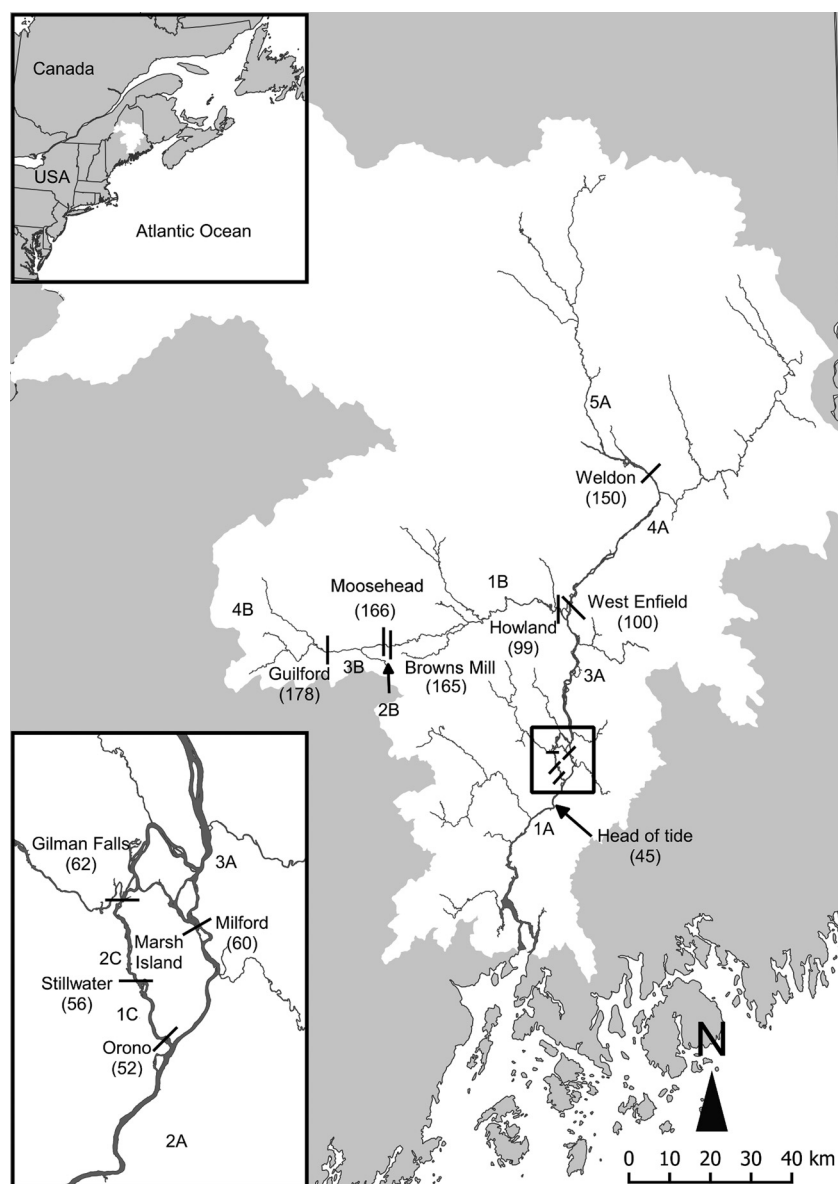 Canada
USA
Atlantic Ocean
5A
Weldon
(150)
4A
1B
Moosehead
(166)
4B
West Enfield
(100)
Howland
(99)
Guilford
(178)
3B
Browns Mill
(165)
2B
3A
1A
Head of tide
(45)
Gilman Falls
(62)
3A
Milford
(60)
Marsh
Island
2C
Stillwater
(56)
1C
Orono
(52)
2A
N
0 10 20 30 40 km